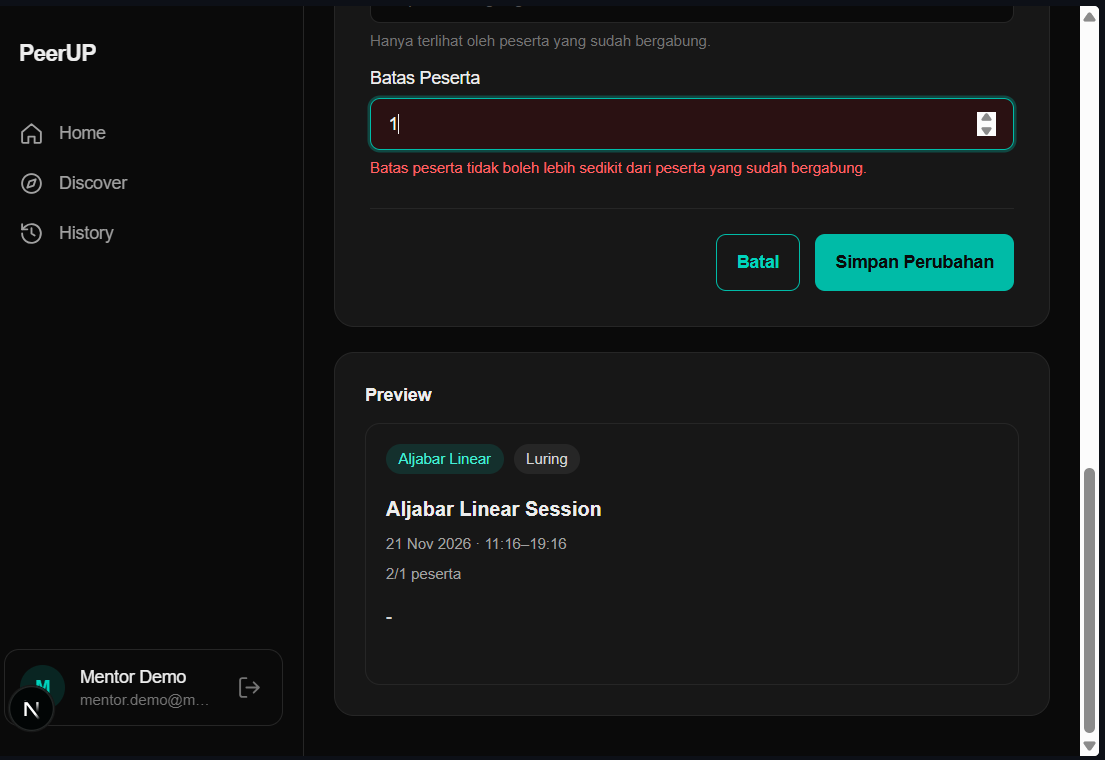 PeerUP
Home
Discover
History
Mentor Demo
mentor.demo@m...
M
N
Hanya terlihat oleh peserta yang sudah bergabung.
Batas Peserta
1
Batas peserta tidak boleh lebih sedikit dari peserta yang sudah bergabung.
Batal
Simpan Perubahan
Preview
Aljabar Linear
Luring
Aljabar Linear Session
21 Nov 2026 · 11:16–19:16
2/1 peserta
-